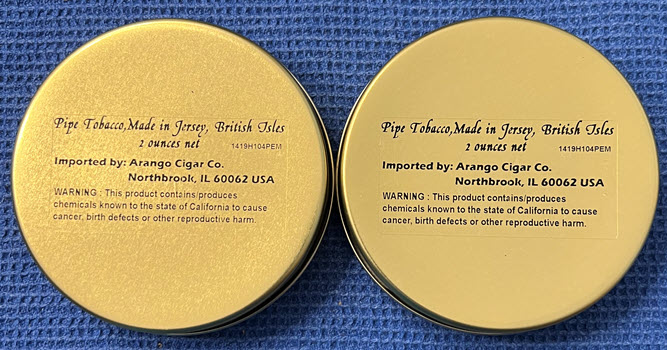 Pipe Tobacco,Made in Jersey, British Isles
2 ounces net 1419H104PEM
Imported by: Arango Cigar Co.
Northbrook, IL 60062 USA
WARNING : This product contains/produces
chemicals known to the state of California to cause
cancer, birth defects or other reproductive harm.
Pipe Tobacco,Made in Jersey, British Isles
2 ounces net 1419H104PEM
Imported by: Arango Cigar Co.
Northbrook, IL 60062 USA
WARNING : This product contains/produces
chemicals known to the state of California to cause
cancer, birth defects or other reproductive harm.